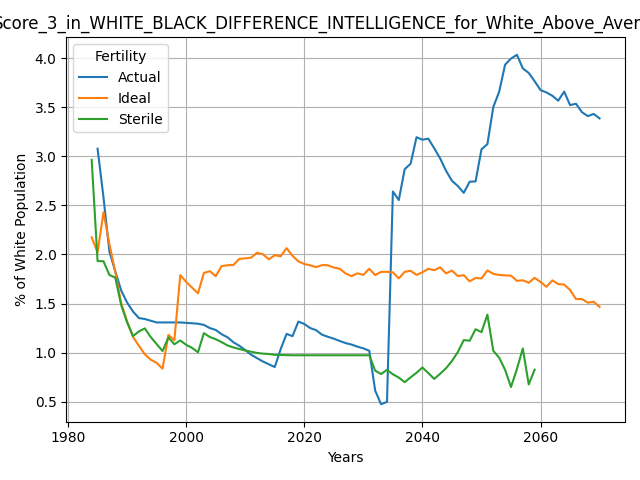 Score_3_in_WHITE_BLACK_DIFFERENCE_INTELLIGENCE_for_White_Above_Aver
Fertility
Actual
Ideal
Sterile
% of White Population
4.0
3.5
3.0
2.5
2.0
1.5
1.0
0.5
1980 2000 2020 2040 2060
Years